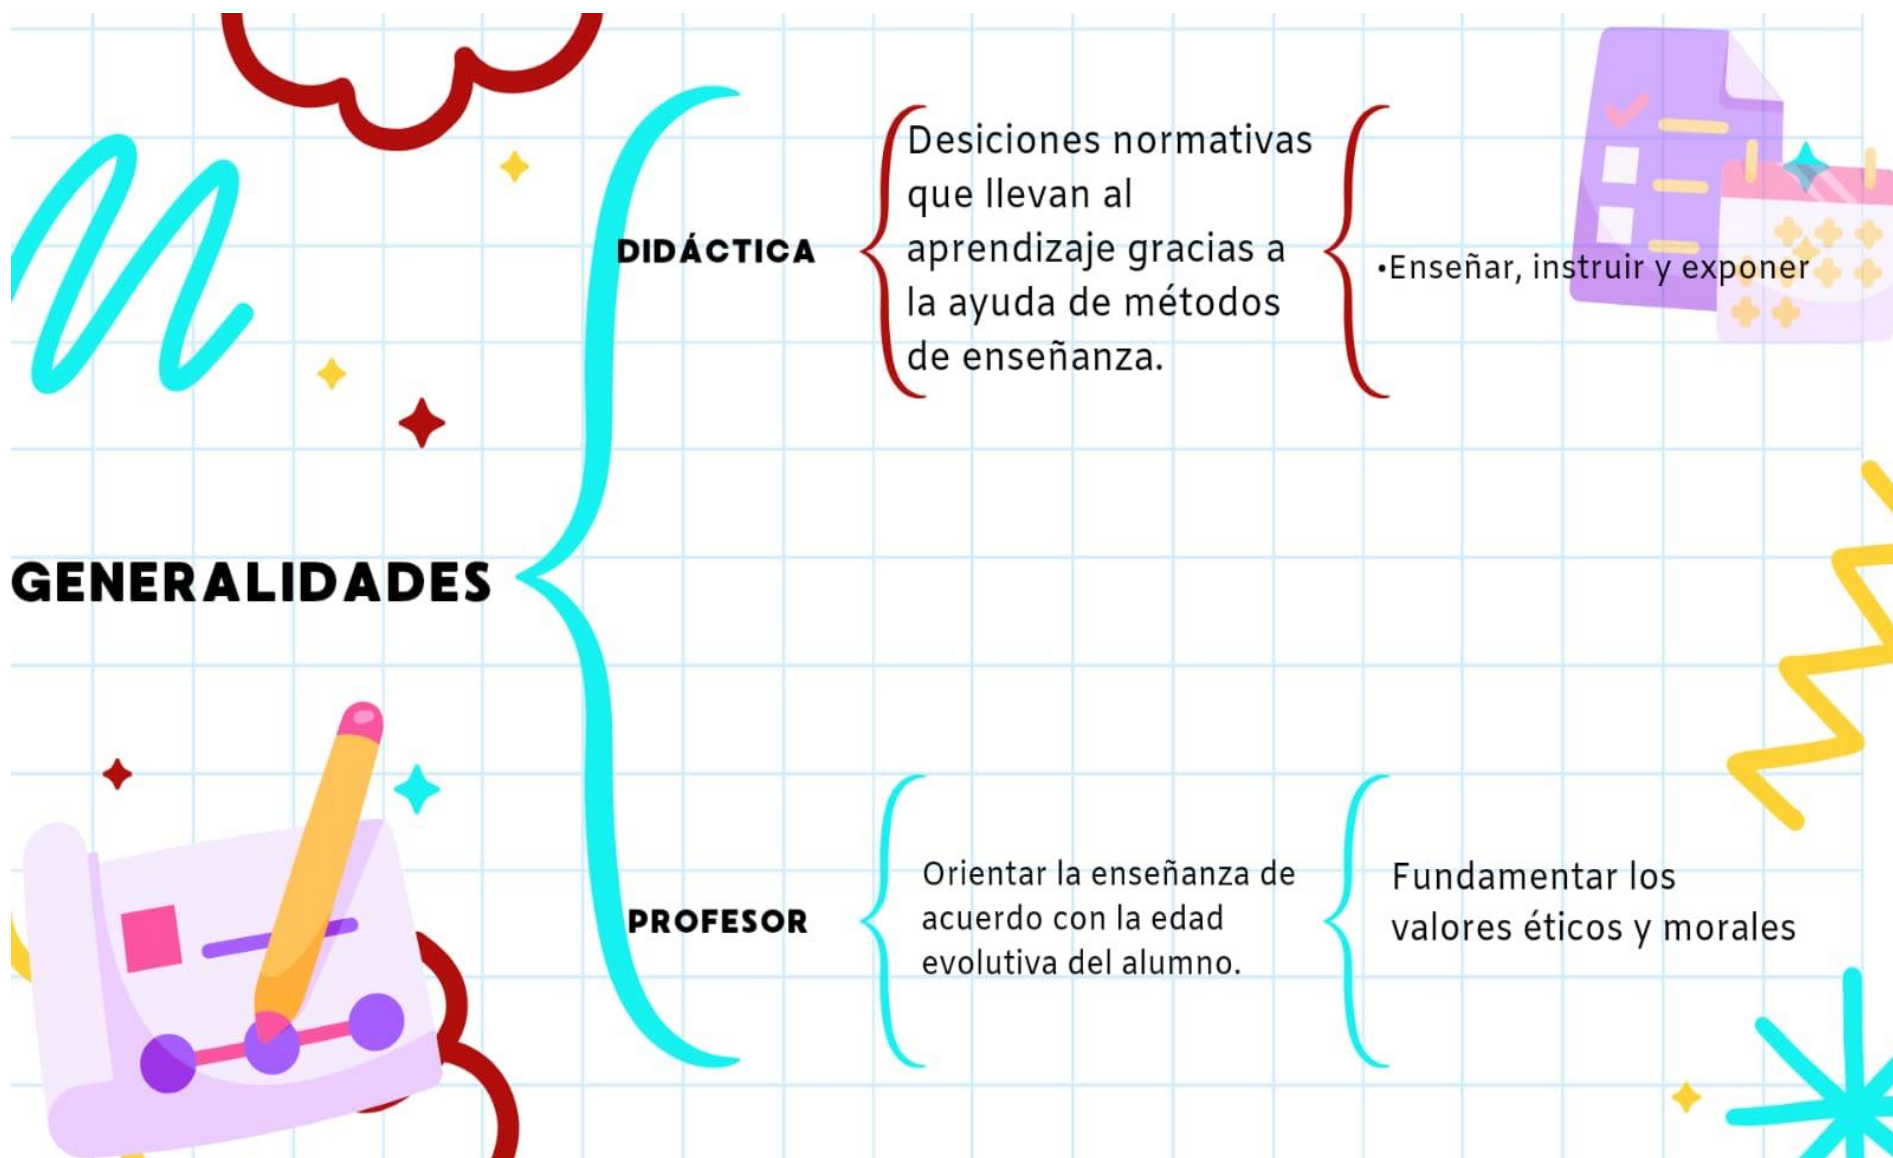 GENERALIDADES
DIDÁCTICA
Desiciones normativas
que llevan al
aprendizaje gracias a
la ayuda de métodos
de enseñanza.
•Enseñar, instruir y exponer
PROFESOR
Orientar la enseñanza de
acuerdo con la edad
evolutiva del alumno.
Fundamentar los
valores éticos y morales